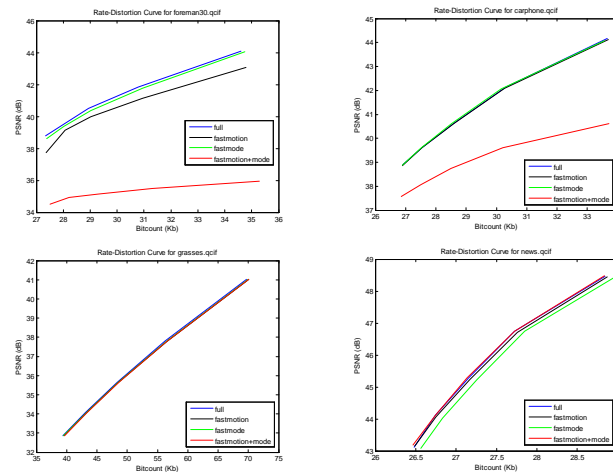 Rate-Distortion Curve for foreman30.qcif
PSNR (dB)
46
44
42
40
38
36
34
full
fastmotion
fastmode
fastmotion+mode
27 28 29 30 31 32 33 34 35 36
Bitcount (Kb)
Rate-Distortion Curve for carphone.qcif
PSNR (dB)
45
44
43
42
41
40
39
38
37
full
fastmotion
fastmode
fastmotion+mode
26 27 28 29 30 31 32 33
Bitcount (Kb)
Rate-Distortion Curve for grasses.qcif
PSNR (dB)
41
40
39
38
37
36
35
34
33
32
full
fastmotion
fastmode
fastmotion+mode
35 40 45 50 55 60 65 70 75
Bitcount (Kb)
Rate-Distortion Curve for news.qcif
PSNR (dB)
49
48
47
46
45
44
43
full
fastmotion
fastmode
fastmotion+mode
26 26.5 27 27.5 28 28.5
Bitcount (Kb)